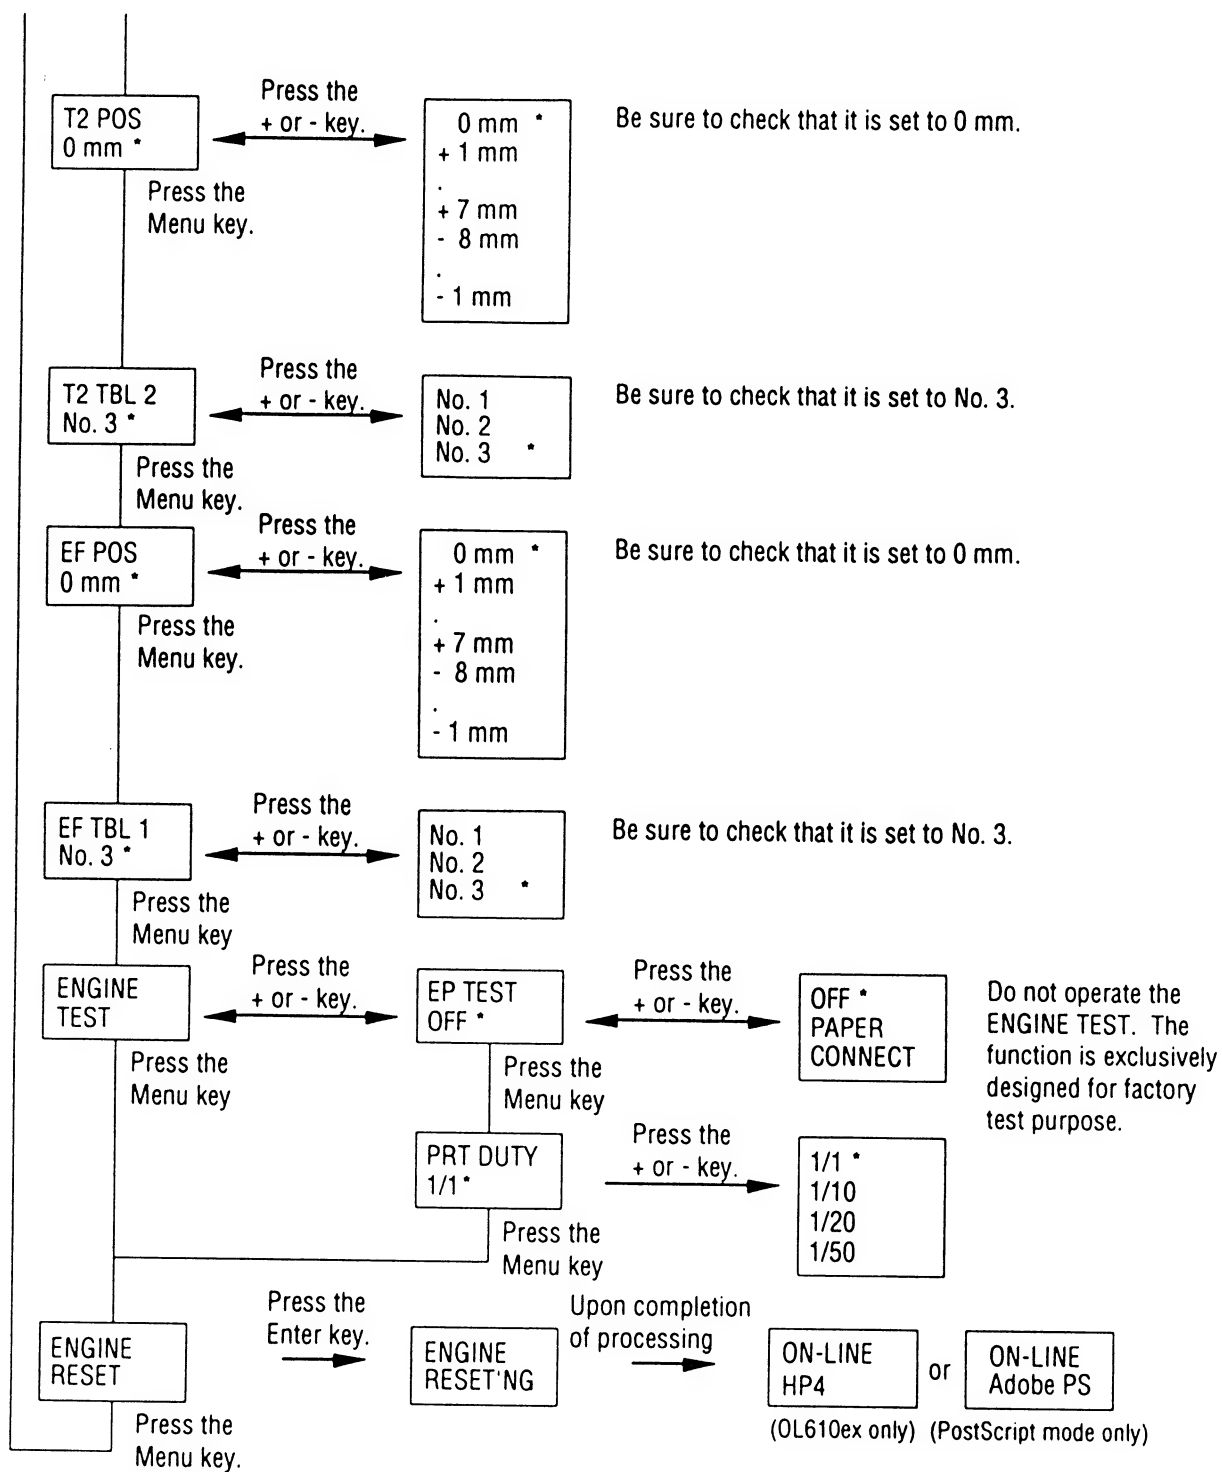 T2 POS
0 mm *
Press the
+ or - key.
0 mm *
+ 1 mm
.
+ 7 mm
- 8 mm
.
- 1 mm
Be sure to check that it is set to 0 mm.
Press the
Menu key.
T2 TBL 2
No. 3 *
Press the
+ or - key.
No. 1
No. 2
No. 3 *
Be sure to check that it is set to No. 3.
Press the
Menu key.
EF POS
0 mm *
Press the
+ or - key.
0 mm *
+ 1 mm
.
+ 7 mm
- 8 mm
.
- 1 mm
Be sure to check that it is set to 0 mm.
Press the
Menu key.
EF TBL 1
No. 3 *
Press the
+ or - key.
No. 1
No. 2
No. 3 *
Be sure to check that it is set to No. 3.
Press the
Menu key
ENGINE
TEST
Press the
+ or - key.
EP TEST
OFF *
Press the
+ or - key.
OFF *
PAPER
CONNECT
Do not operate the
ENGINE TEST. The
function is exclusively
designed for factory
test purpose.
Press the
Menu key
Press the
Menu key
PRT DUTY
1/1 *
Press the
+ or - key.
1/1 *
1/10
1/20
1/50
Press the
Menu key
ENGINE
RESET
Press the
Enter key.
ENGINE
RESET'NG
Upon completion
of processing
ON-LINE
HP4
or
ON-LINE
Adobe PS
(OL610ex only) (PostScript mode only)
Press the
Menu key.